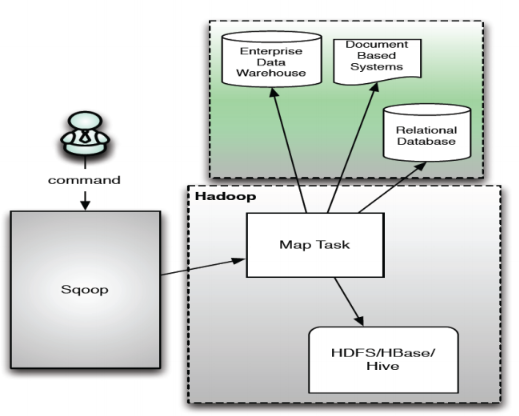 Enterprise
Data
Warehouse
Document
Based
Systems
Relational
Database
command
Hadoop
Map Task
Sqoop
HDFS/HBase/
Hive